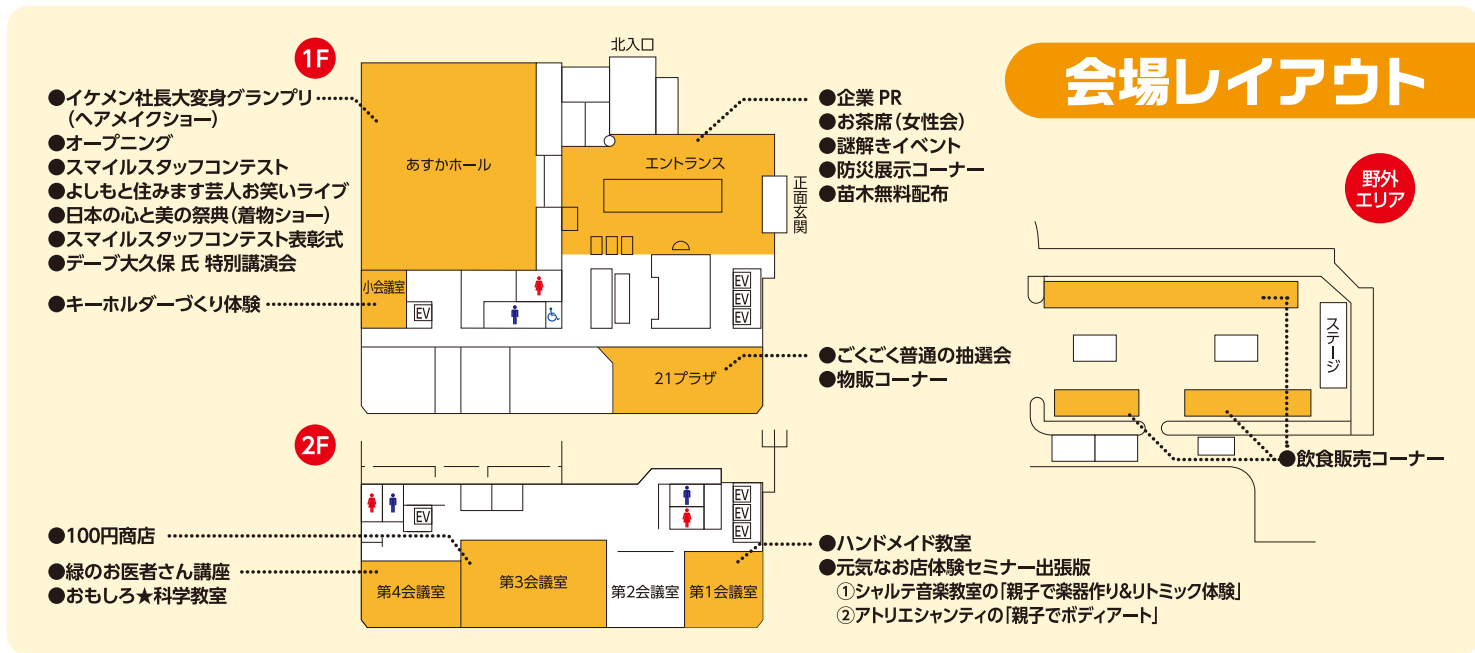 会場レイアウト
1F
●イケメン社長大変身グランプリ
(ヘアメイクショー)
●オープニング
●スマイルスタッフコンテスト
●よしもと住みます芸人お笑いライブ
●日本の心と美の祭典(着物ショー)
●スマイルスタッフコンテスト表彰式
●デーブ大久保 氏 特別講演会
●キーホルダーづくり体験
北入口
あすかホール
エントランス
正面玄関
小会議室
EV
EV
EV
EV
21プラザ
●企業 PR
●お茶席(女性会)
●謎解きイベント
●防災展示コーナー
●苗木無料配布
●ごくごく普通の抽選会
●物販コーナー
野外
エリア
ステージ
●飲食販売コーナー
2F
●100円商店
●緑のお医者さん講座
●おもしろ★科学教室
EV
EV
EV
EV
第4会議室
第3会議室
第2会議室
第1会議室
●ハンドメイド教室
●元気なお店体験セミナー出張版
①シャルテ音楽教室の「親子で楽器作り&リトミック体験」
②アトリエシャンティの「親子でボディアート」